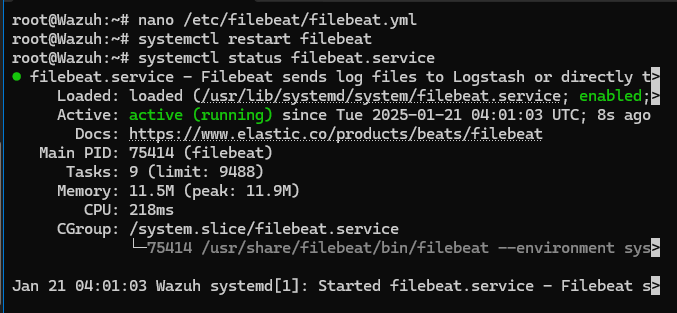 root@Wazuh:~# nano /etc/filebeat/filebeat.yml
root@Wazuh:~# systemctl restart filebeat
root@Wazuh:~# systemctl status filebeat.service
● filebeat.service - Filebeat sends log files to Logstash or directly t>
Loaded: loaded (/usr/lib/systemd/system/filebeat.service; enabled;>
Active: active (running) since Tue 2025-01-21 04:01:03 UTC; 8s ago
Docs: https://www.elastic.co/products/beats/filebeat
Main PID: 75414 (filebeat)
Tasks: 9 (limit: 9488)
Memory: 11.5M (peak: 11.9M)
CPU: 218ms
CGroup: /system.slice/filebeat.service
└─75414 /usr/share/filebeat/bin/filebeat --environment sys>
Jan 21 04:01:03 Wazuh systemd[1]: Started filebeat.service - Filebeat s>